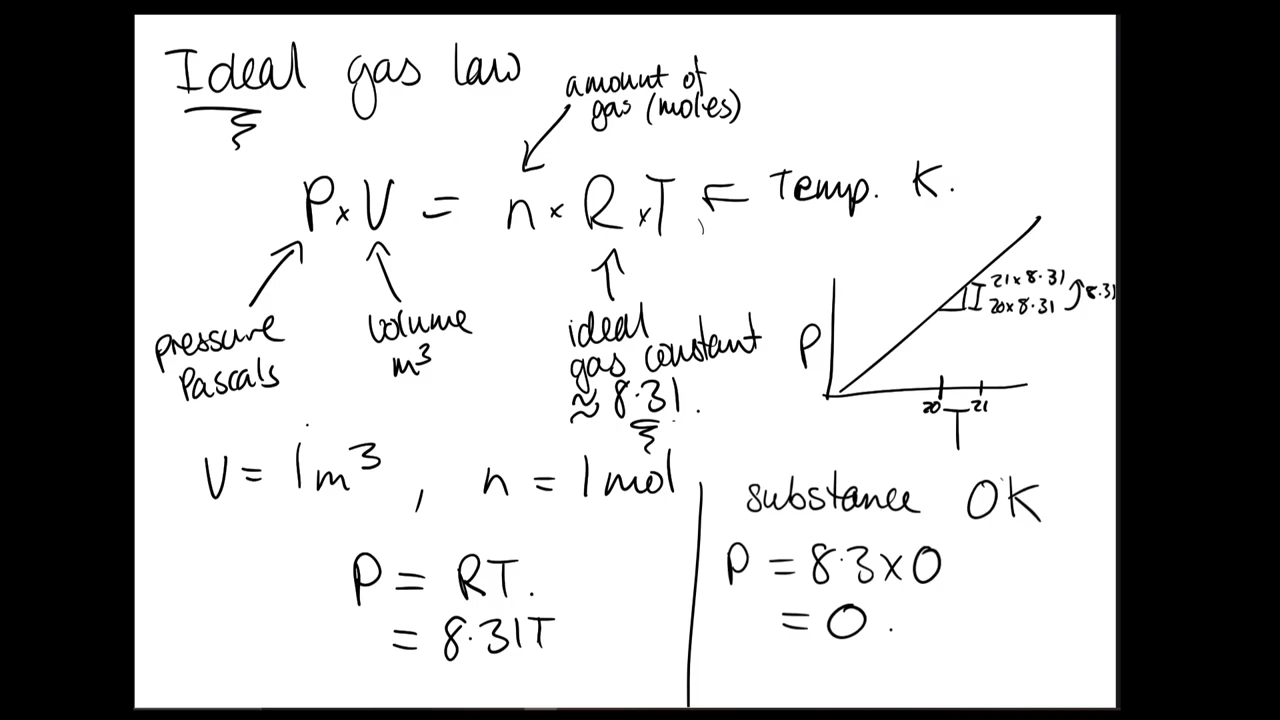 Ideal gas law
amount of
gas (moles)
P × V = n × R × T ← Temp. K.
pressure
Pascals
volume
m³
ideal
gas constant
≈ 8.31.
21 × 8.31
20 × 8.31
8.31
P
20
21
T
V = 1m³, n = 1mol
P = RT.
= 8.31T
substance 0K
P = 8.3 × 0
= 0.